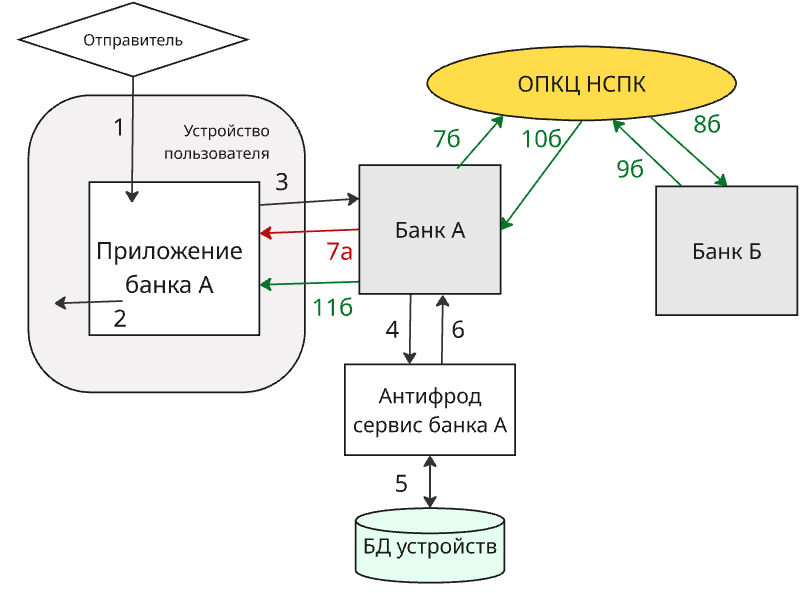 Отправитель
ОПКЦ НСПК
1
Устройство
пользователя
7б
10б
8б
9б
3
Приложение
банка А
Банк А
Банк Б
7а
2
11б
4
6
Антифрод
сервис банка А
5
БД устройств